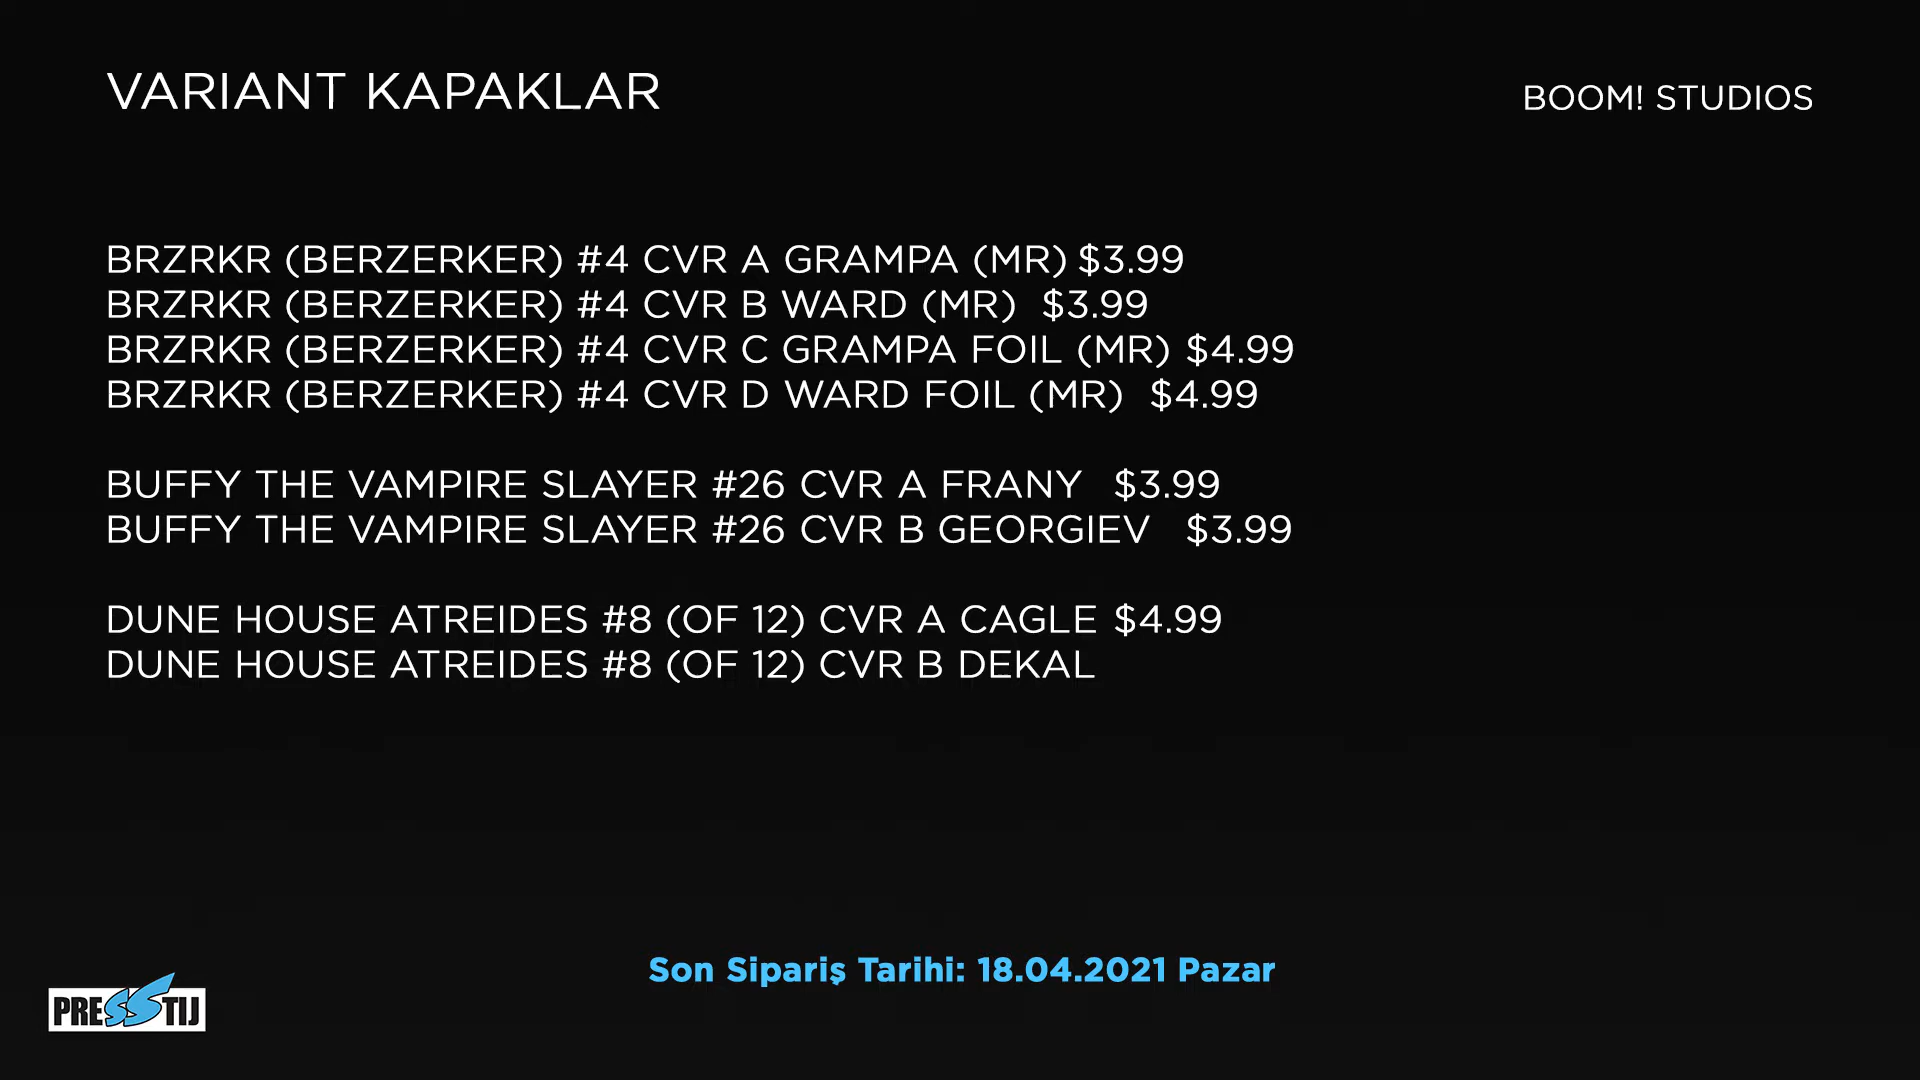 VARIANT KAPAKLAR
BOOM! STUDIOS
BRZRKR (BERZERKER) #4 CVR A GRAMPA (MR) $3.99
BRZRKR (BERZERKER) #4 CVR B WARD (MR) $3.99
BRZRKR (BERZERKER) #4 CVR C GRAMPA FOIL (MR) $4.99
BRZRKR (BERZERKER) #4 CVR D WARD FOIL (MR) $4.99
BUFFY THE VAMPIRE SLAYER #26 CVR A FRANY $3.99
BUFFY THE VAMPIRE SLAYER #26 CVR B GEORGIEV $3.99
DUNE HOUSE ATREIDES #8 (OF 12) CVR A CAGLE $4.99
DUNE HOUSE ATREIDES #8 (OF 12) CVR B DEKAL
Son Sipariş Tarihi: 18.04.2021 Pazar
PRESSTIJ